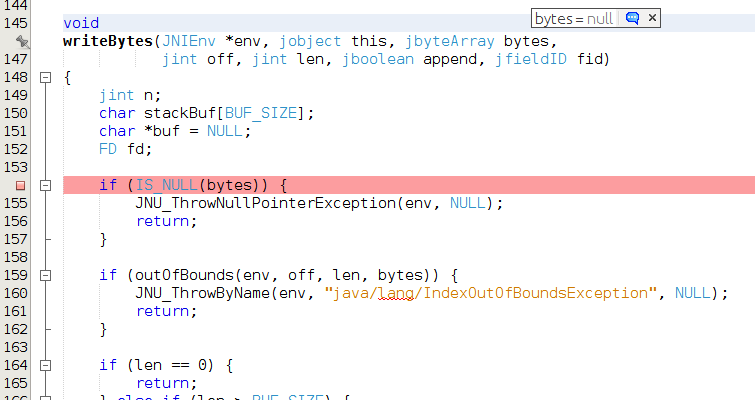 144
145 void bytes = null
writeBytes(JNIEnv *env, jobject this, jbyteArray bytes,
147 jint off, jint len, jboolean append, jfieldID fid)
148 {
149 jint n;
150 char stackBuf[BUF_SIZE];
151 char *buf = NULL;
152 FD fd;
153
if (IS_NULL(bytes)) {
155 JNU_ThrowNullPointerException(env, NULL);
156 return;
157 }
158
159 if (outOfBounds(env, off, len, bytes)) {
160 JNU_ThrowByName(env, "java/lang/IndexOutOfBoundsException", NULL);
161 return;
162 }
163
164 if (len == 0) {
165 return;
166 } else if (len > BUF_SIZE) {